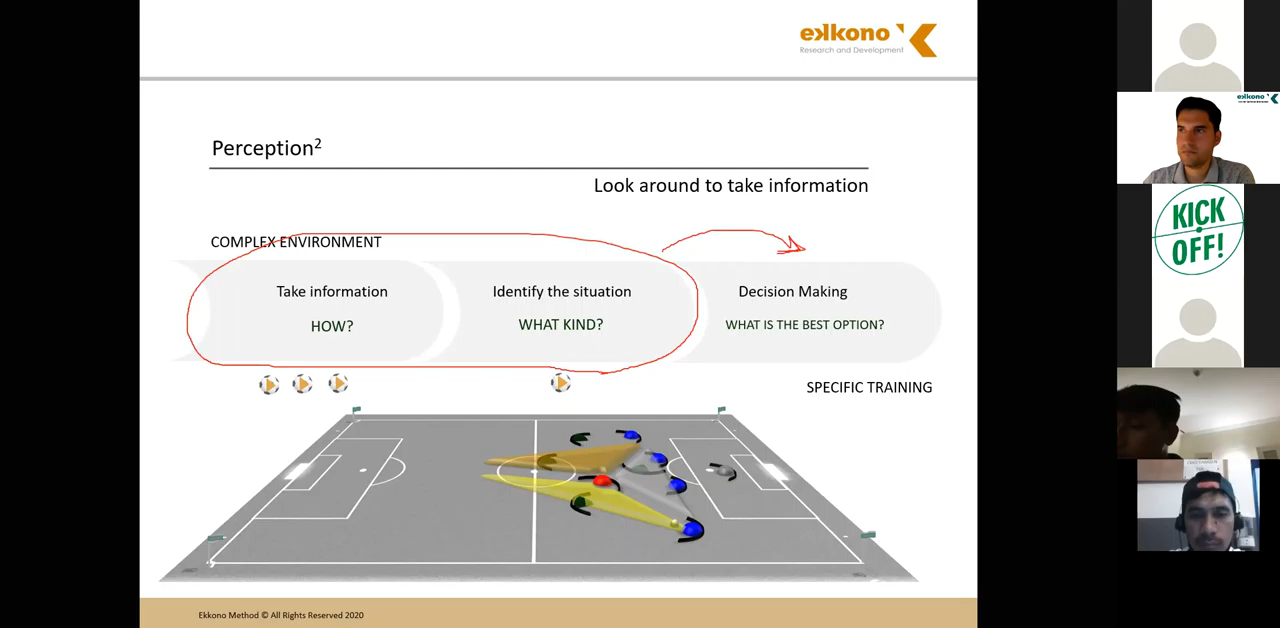 ekkono
Research and Development
Perception²
Look around to take information
COMPLEX ENVIRONMENT
Take information
HOW?
Identify the situation
WHAT KIND?
Decision Making
WHAT IS THE BEST OPTION?
SPECIFIC TRAINING
Ekkono Method © All Rights Reserved 2020
ekkono
KICK
OFF!